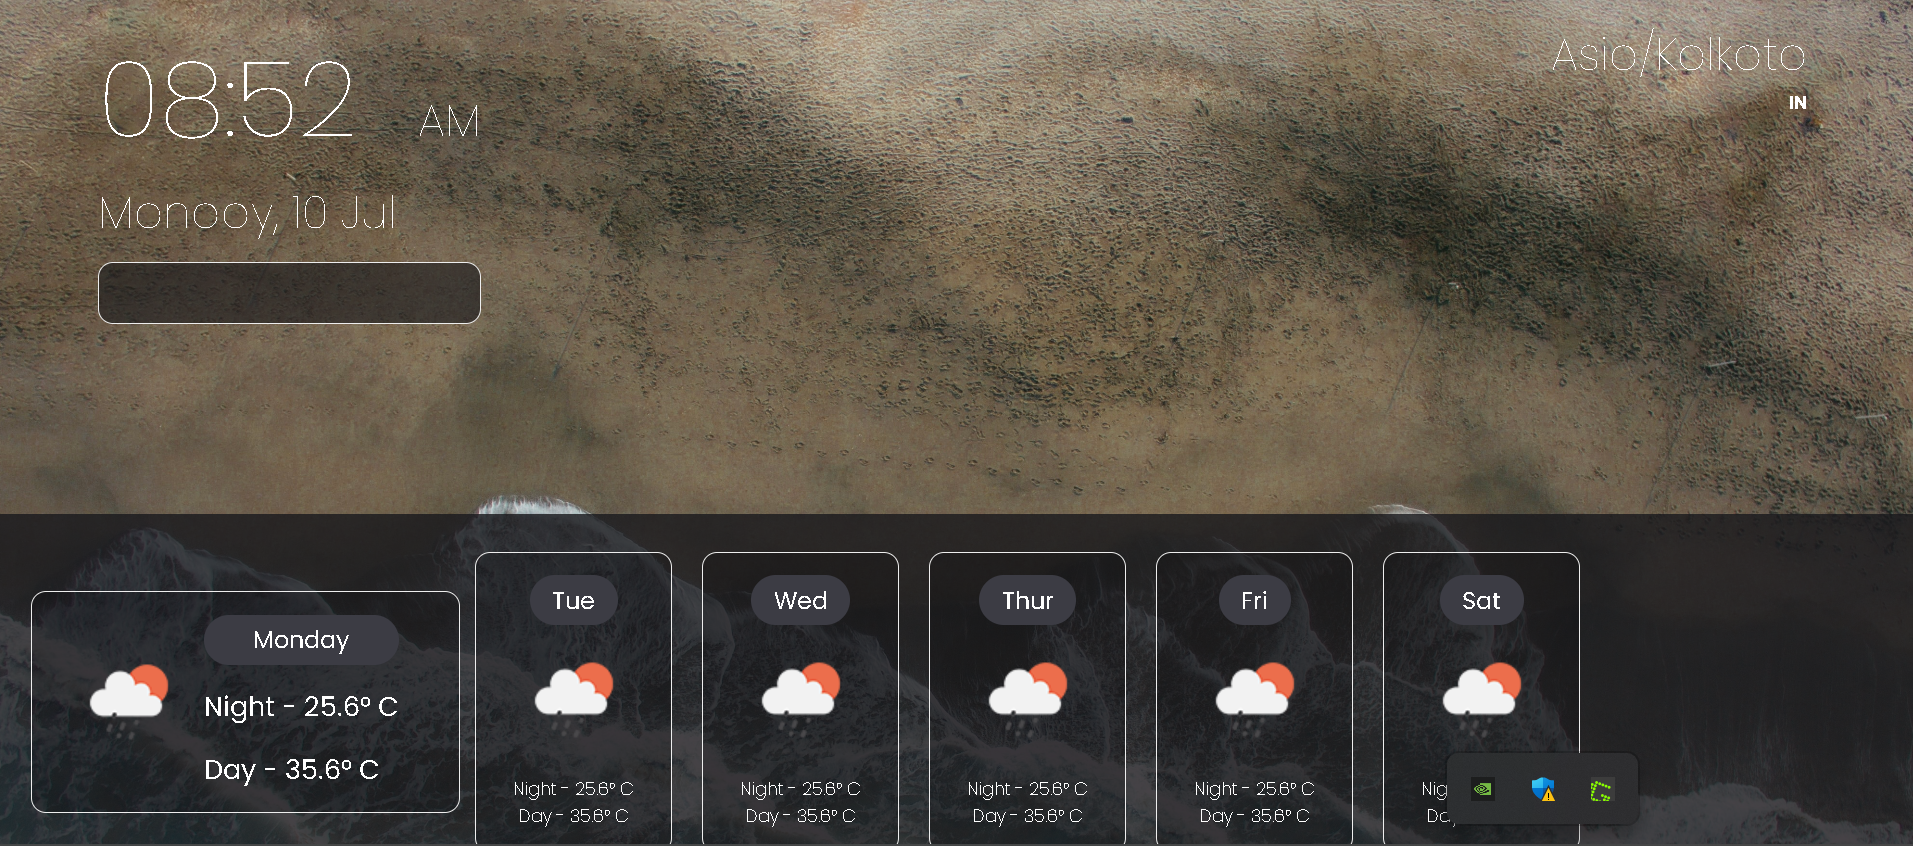 08:52 AM
Asio/Kolkoto
IN
Monooy, 10 Jul
Monday
Night - 25.6° C
Day - 35.6° C
Tue
Night - 25.6° C
Day - 35.6° C
Wed
Night - 25.6° C
Day - 35.6° C
Thur
Night - 25.6° C
Day - 35.6° C
Fri
Night - 25.6° C
Day - 35.6° C
Sat